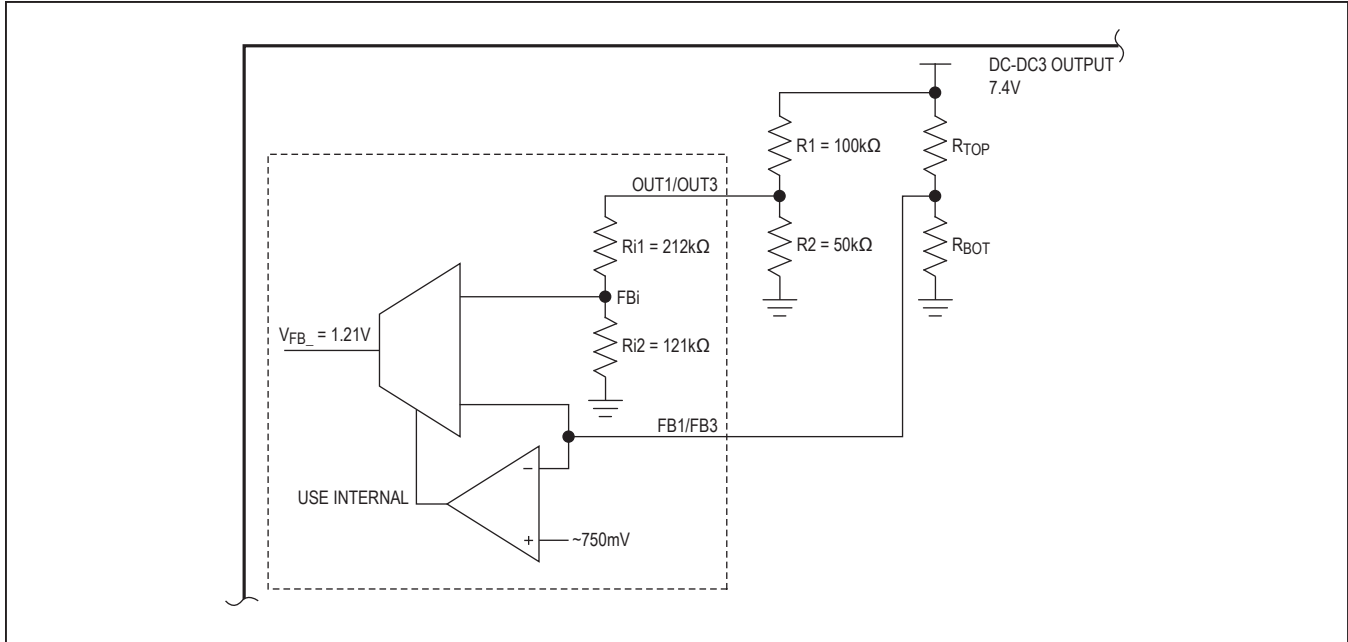 DC-DC3 OUTPUT
7.4V
R1 = 100kΩ
RTOP
OUT1/OUT3
Ri1 = 212kΩ
R2 = 50kΩ
RBOT
FBi
VFB_ = 1.21V
Ri2 = 121kΩ
FB1/FB3
−
USE INTERNAL
+
~750mV